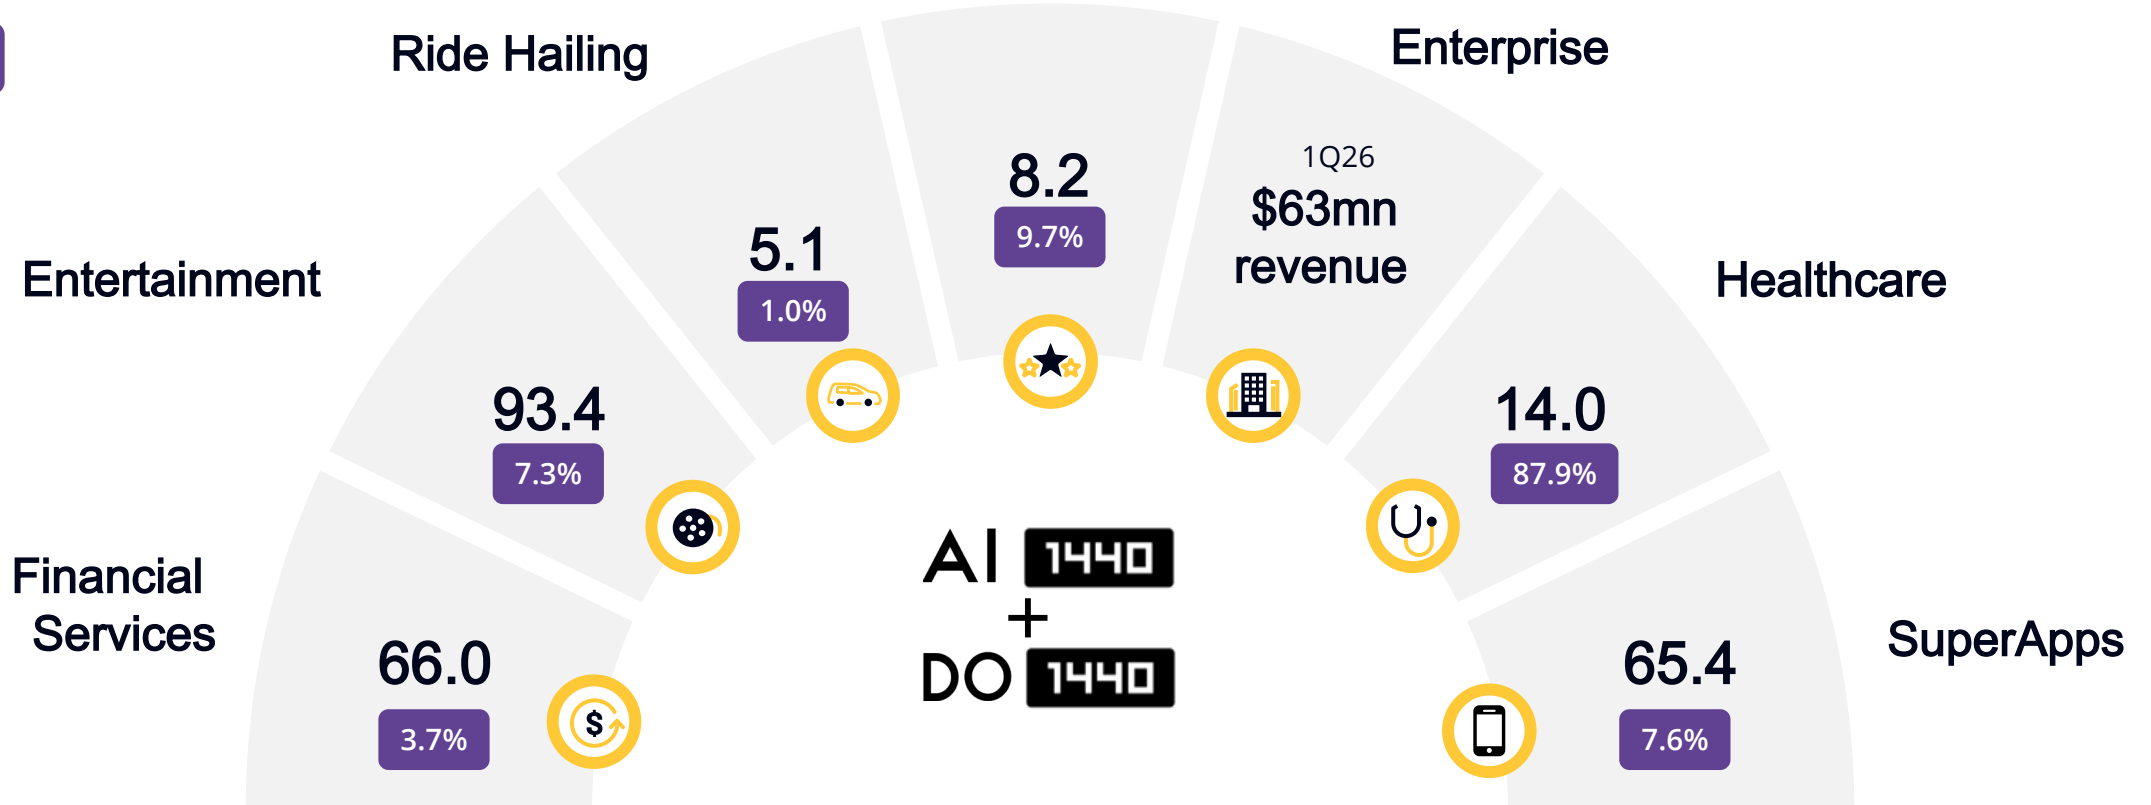 Ride Hailing
Enterprise
Entertainment
Healthcare
Financial
Services
SuperApps
66.0
3.7%
93.4
7.3%
5.1
1.0%
8.2
9.7%
1Q26
$63mn
revenue
14.0
87.9%
65.4
7.6%
AI 1440
+
DO 1440
$